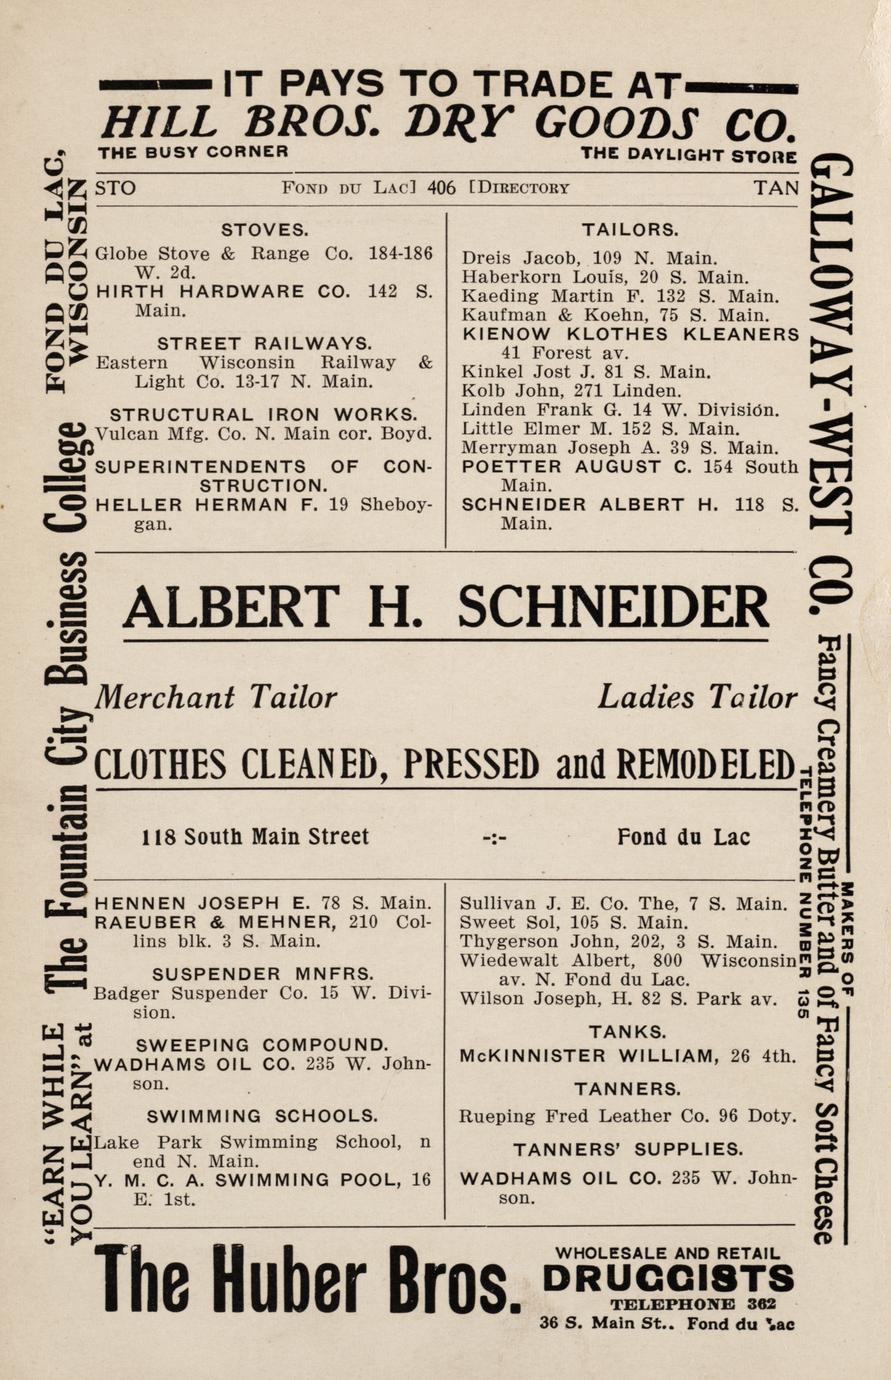 IT PAYS TO TRADE AT
HILL BROS. DRY GOODS CO.
THE BUSY CORNER THE DAYLIGHT STORE
STO FOND DU LAC] 406 [DIRECTORY TAN
STOVES.
Globe Stove & Range Co. 184-186
W. 2d.
HIRTH HARDWARE CO. 142 S.
Main.
STREET RAILWAYS.
Eastern Wisconsin Railway &
Light Co. 13-17 N. Main.
STRUCTURAL IRON WORKS.
Vulcan Mfg. Co. N. Main cor. Boyd.
SUPERINTENDENTS OF CON-
STRUCTION.
HELLER HERMAN F. 19 Sheboy-
gan.
TAILORS.
Dreis Jacob, 109 N. Main.
Haberkorn Louis, 20 S. Main.
Kaeding Martin F. 132 S. Main.
Kaufman & Koehn, 75 S. Main.
KIENOW KLOTHES KLEANERS
41 Forest av.
Kinkel Jost J. 81 S. Main.
Kolb John, 271 Linden.
Linden Frank G. 14 W. Division.
Little Elmer M. 152 S. Main.
Merryman Joseph A. 39 S. Main.
POETTER AUGUST C. 154 South
Main.
SCHNEIDER ALBERT H. 118 S.
Main.
ALBERT H. SCHNEIDER
Merchant Tailor Ladies Tailor
CLOTHES CLEANED, PRESSED and REMODELED
118 South Main Street -:- Fond du Lac
HENNEN JOSEPH E. 78 S. Main.
RAEUBER & MEHNER, 210 Col-
lins blk. 3 S. Main.
SUSPENDER MNFRS.
Badger Suspender Co. 15 W. Divi-
sion.
SWEEPING COMPOUND.
WADHAMS OIL CO. 235 W. John-
son.
SWIMMING SCHOOLS.
Lake Park Swimming School, n
end N. Main.
Y. M. C. A. SWIMMING POOL, 16
E. 1st.
Sullivan J. E. Co. The, 7 S. Main.
Sweet Sol, 105 S. Main.
Thygerson John, 202, 3 S. Main.
Wiedewalt Albert, 800 Wisconsin
av. N. Fond du Lac.
Wilson Joseph, H. 82 S. Park av.
TANKS.
McKINNISTER WILLIAM, 26 4th.
TANNERS.
Rueping Fred Leather Co. 96 Doty.
TANNERS' SUPPLIES.
WADHAMS OIL CO. 235 W. John-
son.
The Huber Bros.
WHOLESALE AND RETAIL
DRUGGISTS
TELEPHONE 362
36 S. Main St.. Fond du Lac
"EARN WHILE
YOU LEARN" at
The Fountain City Business College
FOND DU LAC,
WISCONSIN
GALLOWAY-WEST CO.
MAKERS OF
Fancy Creamery Butter and of Fancy Soft Cheese
TELEPHONE NUMBER 135